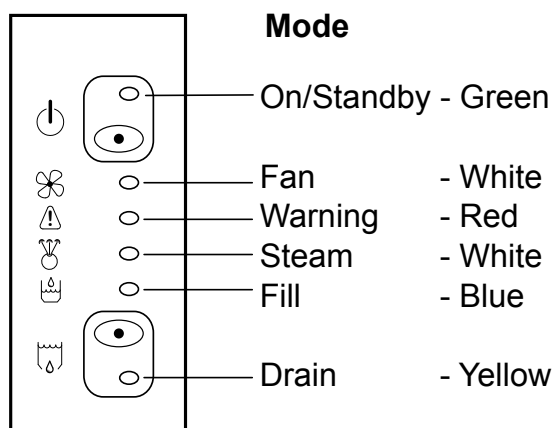 Mode
On/Standby - Green
Fan - White
Warning - Red
Steam - White
Fill - Blue
Drain - Yellow